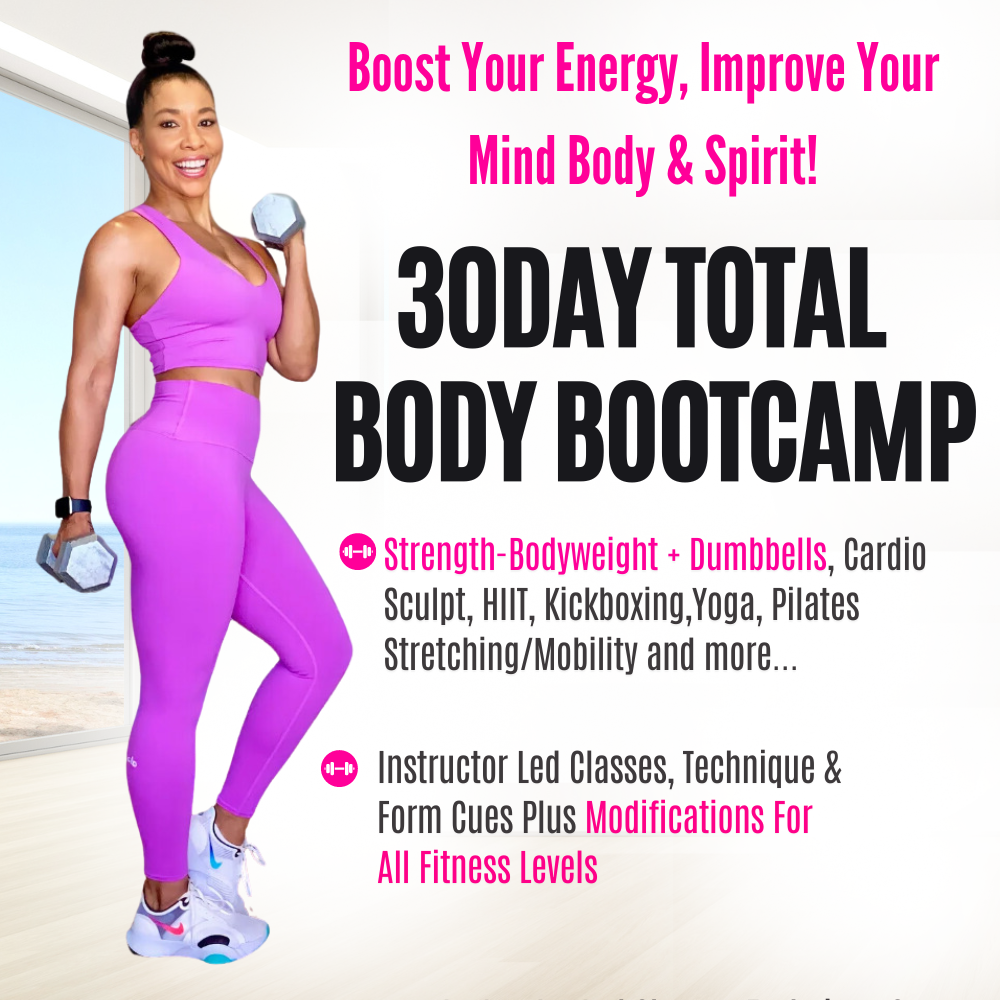 Boost Your Energy, Improve Your
Mind Body & Spirit!
30DAY TOTAL
BODY BOOTCAMP
Strength-Bodyweight + Dumbbells, Cardio
Sculpt, HIIT, Kickboxing,Yoga, Pilates
Stretching/Mobility and more...
Instructor Led Classes, Technique &
Form Cues Plus Modifications For
All Fitness Levels